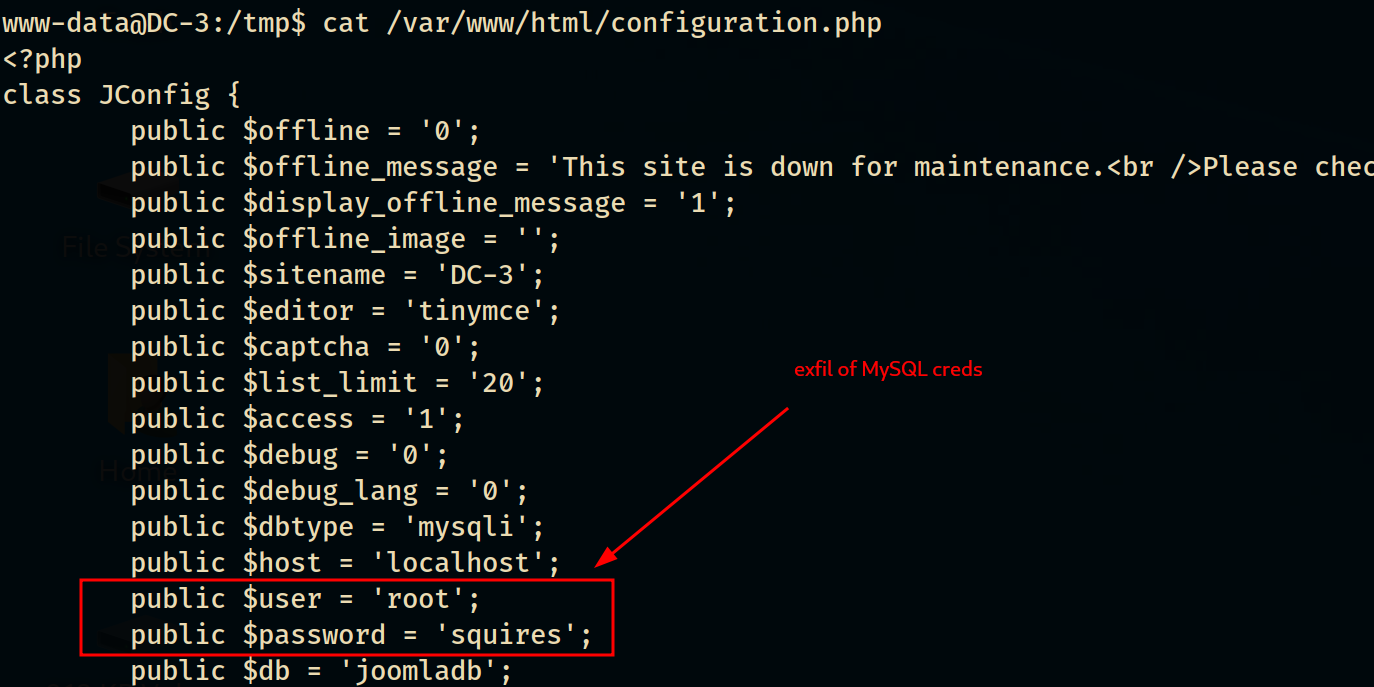 www-data@DC-3:/tmp$ cat /var/www/html/configuration.php
<?php
class JConfig {
public $offline = '0';
public $offline_message = 'This site is down for maintenance.<br />Please chec
public $display_offline_message = '1';
public $offline_image = '';
File System
public $sitename = 'DC-3';
public $editor = 'tinymce';
public $captcha = '0';
exfil of MySQL creds
public $list_limit = '20';
public $access = '1';
public $debug = '0';
Home
public $debug_lang = '0';
public $dbtype = 'mysqli';
public $host = 'localhost';
public $user = 'root';
public $password = 'squires';
public $db = 'joomladb';